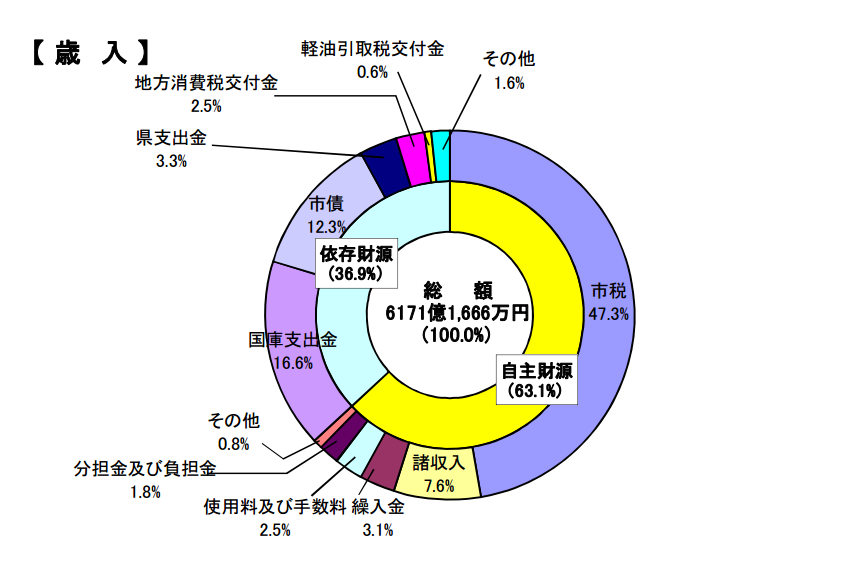 【 歳 入 】
軽油引取税交付金
0.6%
その他
1.6%
地方消費税交付金
2.5%
県支出金
3.3%
市債
12.3%
依存財源
(36.9%)
総 額
6171億1,666万円
(100.0%)
市税
47.3%
国庫支出金
16.6%
自主財源
(63.1%)
その他
0.8%
諸収入
7.6%
分担金及び負担金
1.8%
使用料及び手数料
2.5%
繰入金
3.1%